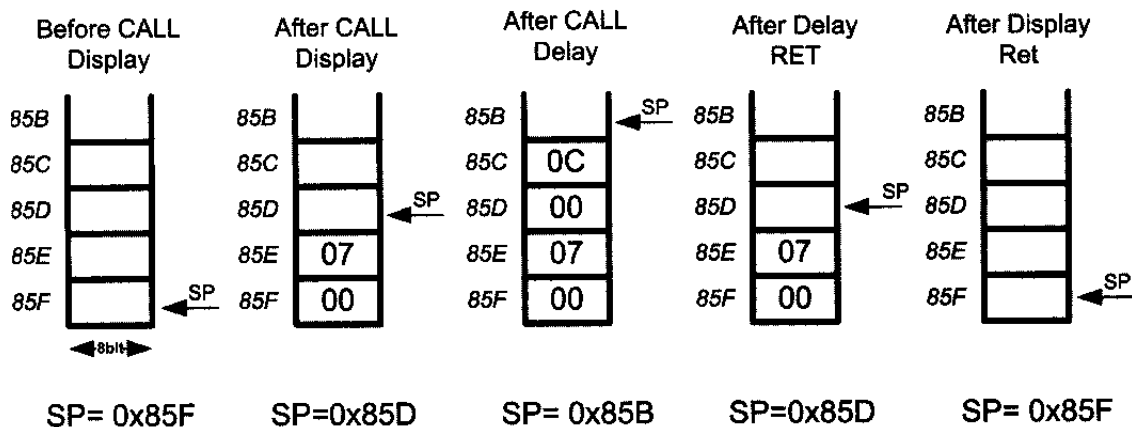 Before CALL
Display
After CALL
Display
After CALL
Delay
After Delay
RET
After Display
Ret
85B
85C
85D
85E
85F
SP
8bit
85B
85C
85D
85E
85F
07
00
SP
85B
85C
85D
85E
85F
0C
00
07
00
SP
85B
85C
85D
85E
85F
07
00
SP
85B
85C
85D
85E
85F
SP
SP= 0x85F
SP=0x85D
SP= 0x85B
SP=0x85D
SP= 0x85F